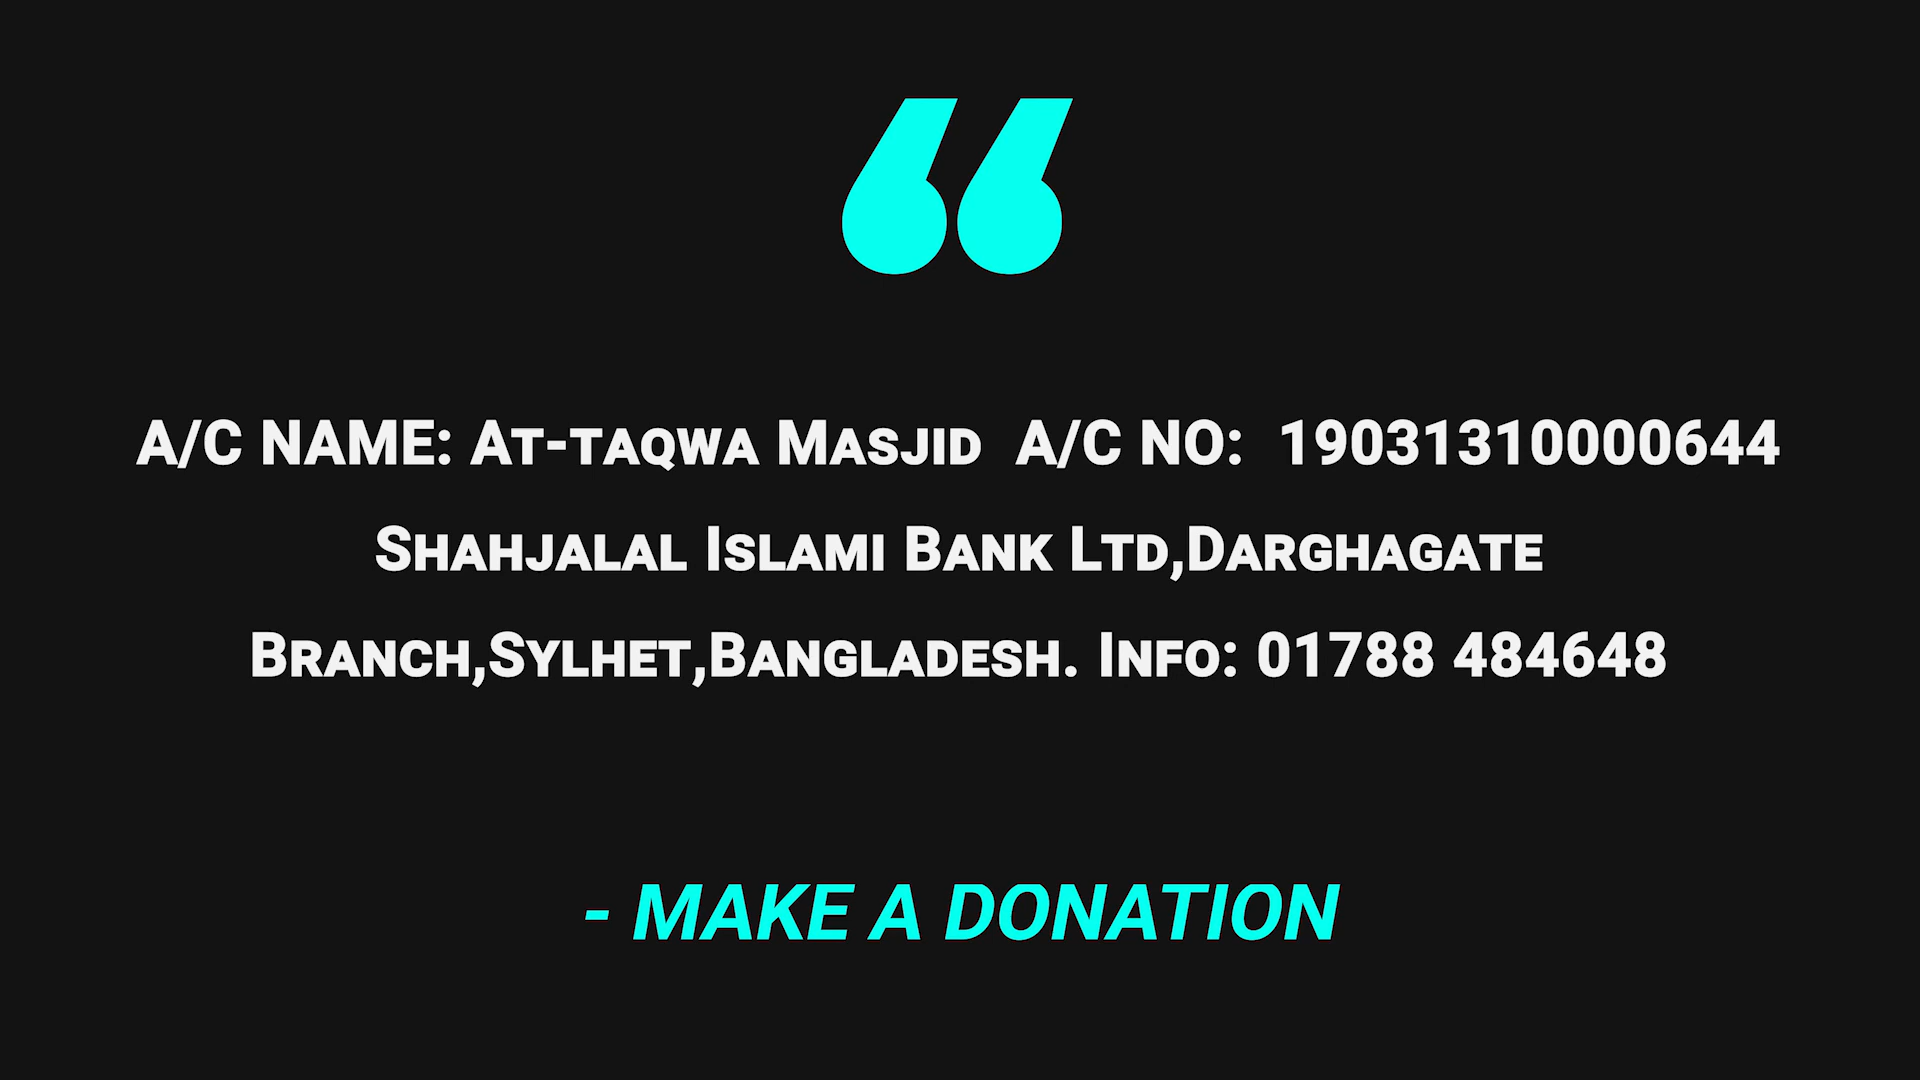 “
A/C NAME: At-taqwa Masjid  A/C NO:  19031310000644
Shahjalal Islami Bank Ltd,Darghagate
Branch,Sylhet,Bangladesh. Info: 01788 484648
- MAKE A DONATION